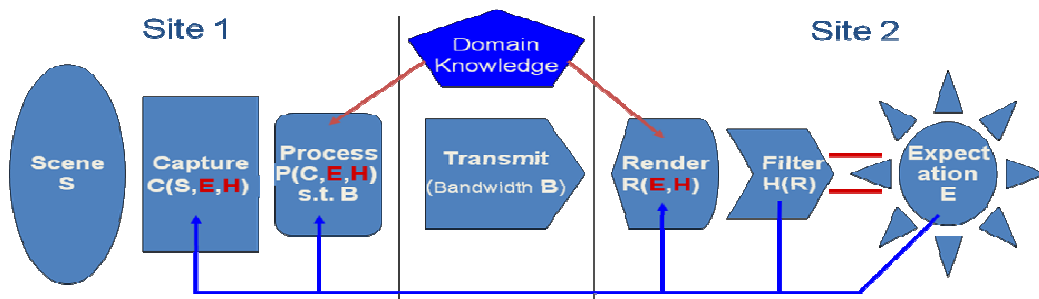 Site 1
Site 2
Domain
Knowledge
Scene
S
Capture
C(S,E,H)
Process
P(C,E,H)
s.t. B
Transmit
(Bandwidth B)
Render
R(E,H)
Filter
H(R)
Expect
ation
E